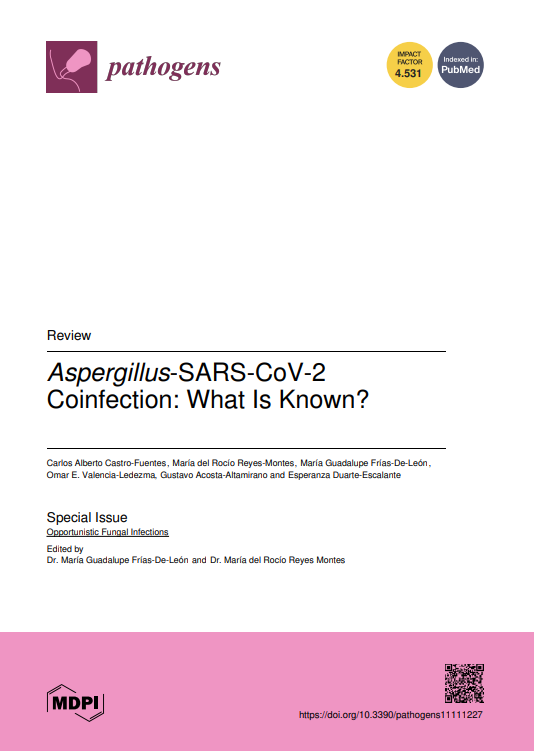 pathogens
IMPACT
FACTOR
4.531
Indexed in:
PubMed
Review
Aspergillus-SARS-CoV-2
Coinfection: What Is Known?
Carlos Alberto Castro-Fuentes, María del Rocío Reyes-Montes, María Guadalupe Frías-De-León,
Omar E. Valencia-Ledezma, Gustavo Acosta-Altamirano and Esperanza Duarte-Escalante
Special Issue
Opportunistic Fungal Infections
Edited by
Dr. María Guadalupe Frías-De-León and Dr. María del Rocío Reyes Montes
MDPI
https://doi.org/10.3390/pathogens11111227